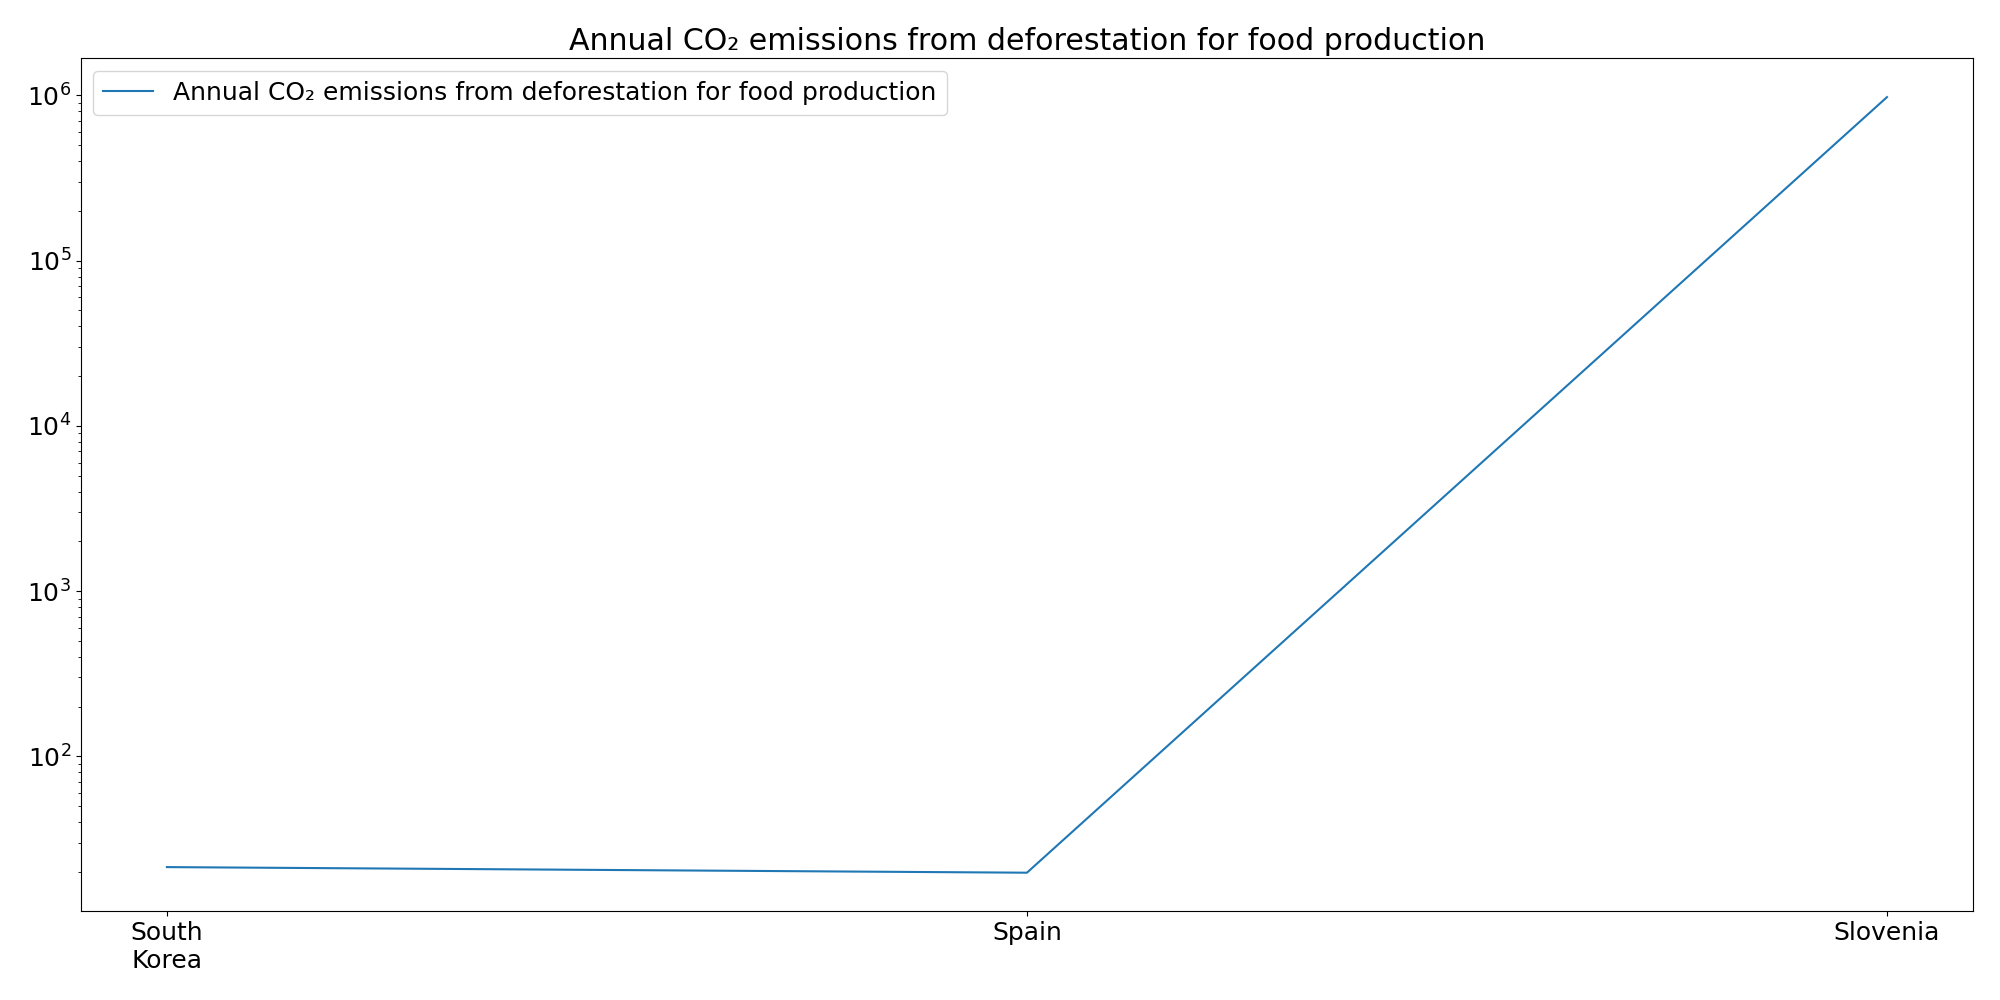 Annual CO₂ emissions from deforestation for food production
Annual CO₂ emissions from deforestation for food production
10⁶
10⁵
10⁴
10³
10²
South
Korea
Spain
Slovenia